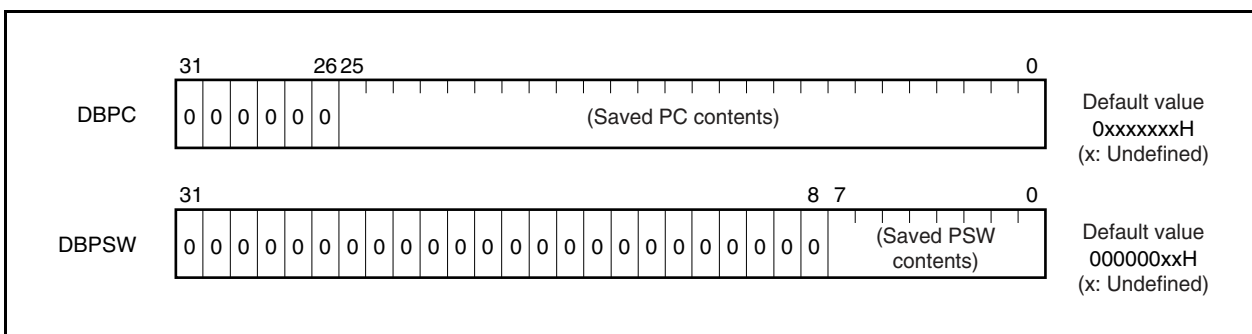 31 26 25 0
DBPC 0 0 0 0 0 0 (Saved PC contents) Default value
0xxxxxxxH
(x: Undefined)
31 8 7 0
DBPSW 0 0 0 0 0 0 0 0 0 0 0 0 0 0 0 0 0 0 0 0 0 0 0 0 (Saved PSW
contents) Default value
000000xxH
(x: Undefined)